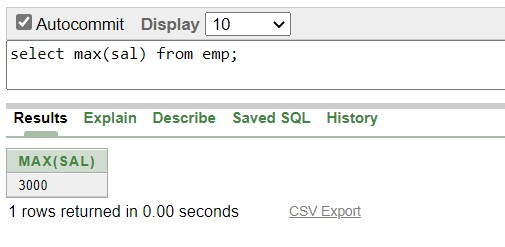 Autocommit Display 10
select max(sal) from emp;
Results Explain Describe Saved SQL History
MAX(SAL)
3000
1 rows returned in 0.00 seconds CSV Export